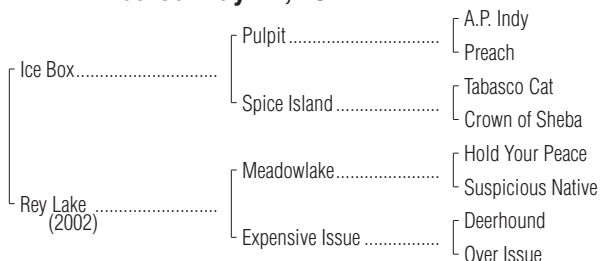 Pulpit
A.P. Indy
Preach
Ice Box
Spice Island
Tabasco Cat
Crown of Sheba
Meadowlake
Hold Your Peace
Suspicious Native
Rey Lake
(2002)
Expensive Issue
Deerhound
Over Issue